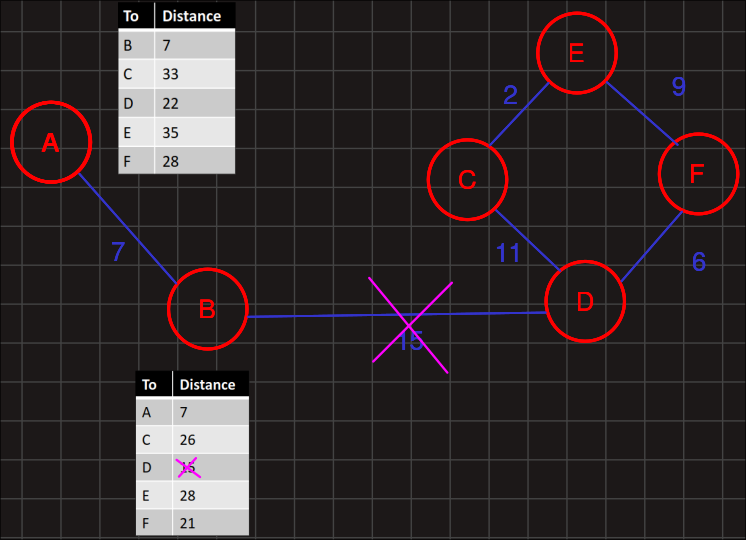 To Distance
B 7
C 33
D 22
E 35
F 28
A
E
2
9
C
F
7
11
6
B
D
15
To Distance
A 7
C 26
D 15
E 28
F 21